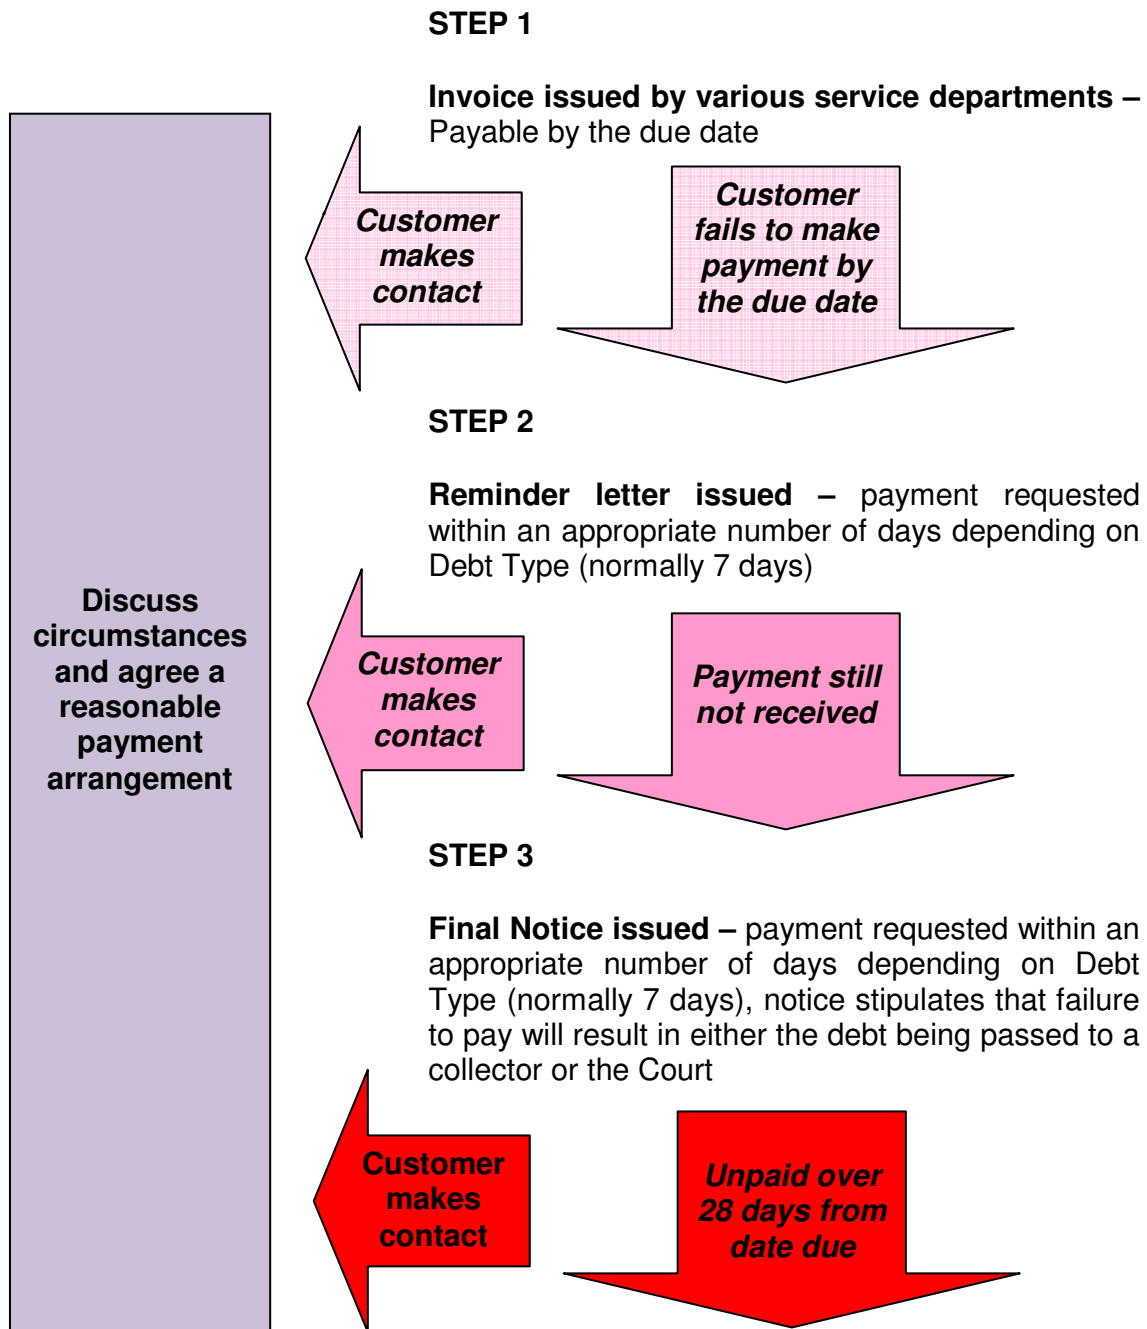 STEP 1
Invoice issued by various service departments –
Payable by the due date
Customer
makes
contact
Customer
fails to make
payment by
the due date
STEP 2
Reminder letter issued – payment requested
within an appropriate number of days depending on
Debt Type (normally 7 days)
Discuss
circumstances
and agree a
reasonable
payment
arrangement
Customer
makes
contact
Payment still
not received
STEP 3
Final Notice issued – payment requested within an
appropriate number of days depending on Debt
Type (normally 7 days), notice stipulates that failure
to pay will result in either the debt being passed to a
collector or the Court
Customer
makes
contact
Unpaid over
28 days from
date due